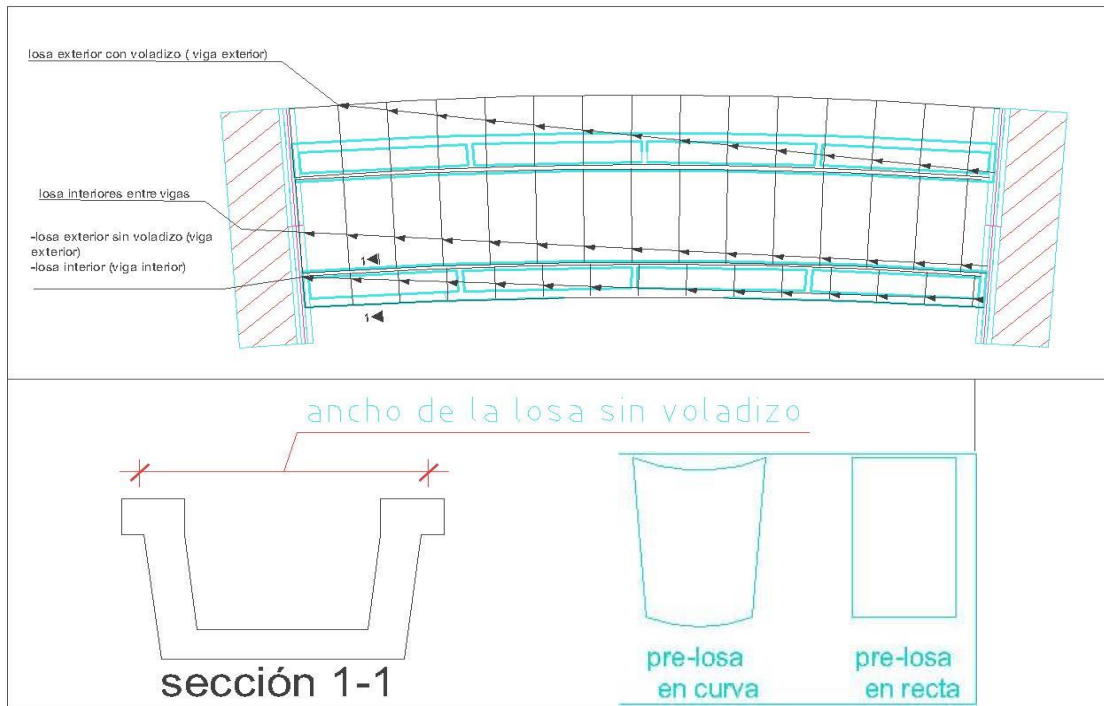 losa exterior con voladizo ( viga exterior)
losa interiores entre vigas
-losa exterior sin voladizo (viga
exterior)
-losa interior (viga interior)
1
1
ancho de la losa sin voladizo
sección 1-1
pre-losa
en curva
pre-losa
en recta